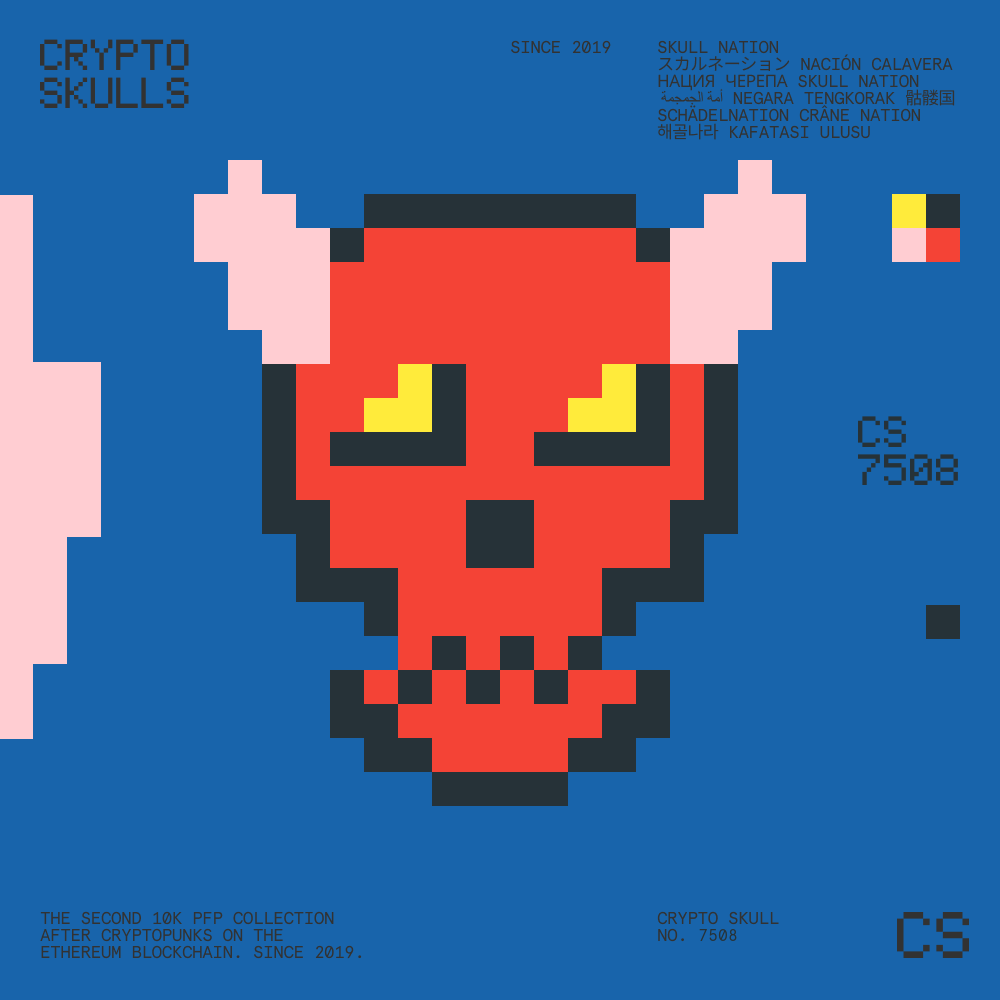 CRYPTO
SKULLS
SINCE 2019
SKULL NATION
スカルネーション NACIÓN CALAVERA
НАЦИЯ ЧЕРЕПА SKULL NATION
أمة الجمجمة NEGARA TENGKORAK 骷髅国
SCHÄDELNATION CRÂNE NATION
해골나라 KAFATASI ULUSU
CS
7508
THE SECOND 10K PFP COLLECTION
AFTER CRYPTOPUNKS ON THE
ETHEREUM BLOCKCHAIN. SINCE 2019.
CRYPTO SKULL
NO. 7508
CS